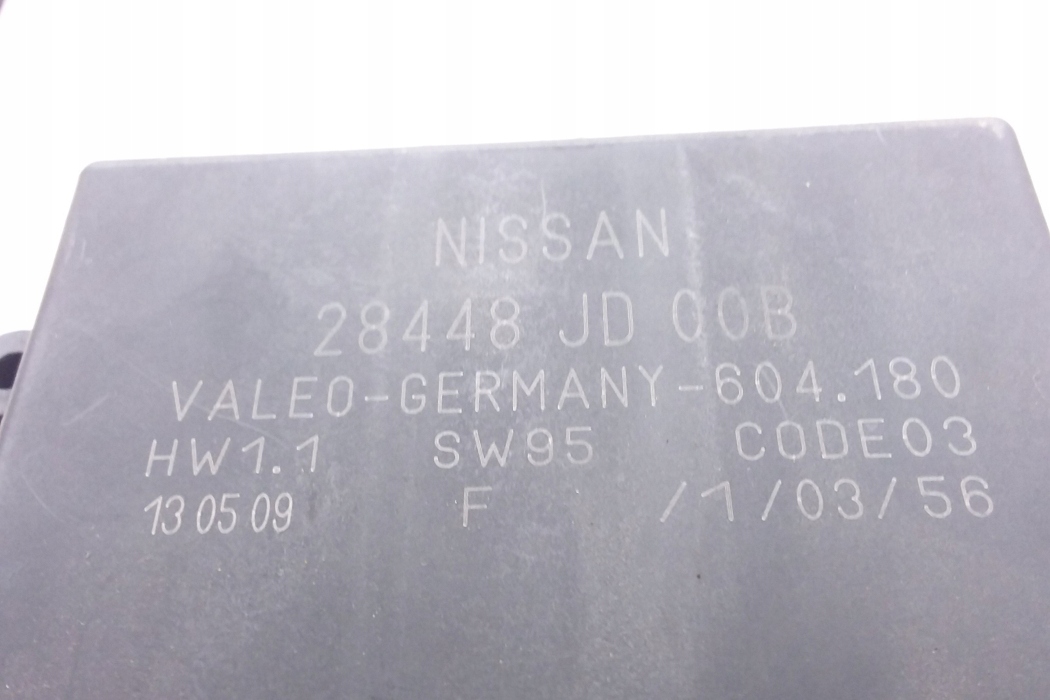 NISSAN
28448 JD 00B
VALEO-GERMANY-604.180
HW1.1 SW95 CODE03
13 05 09 F /1/03/56